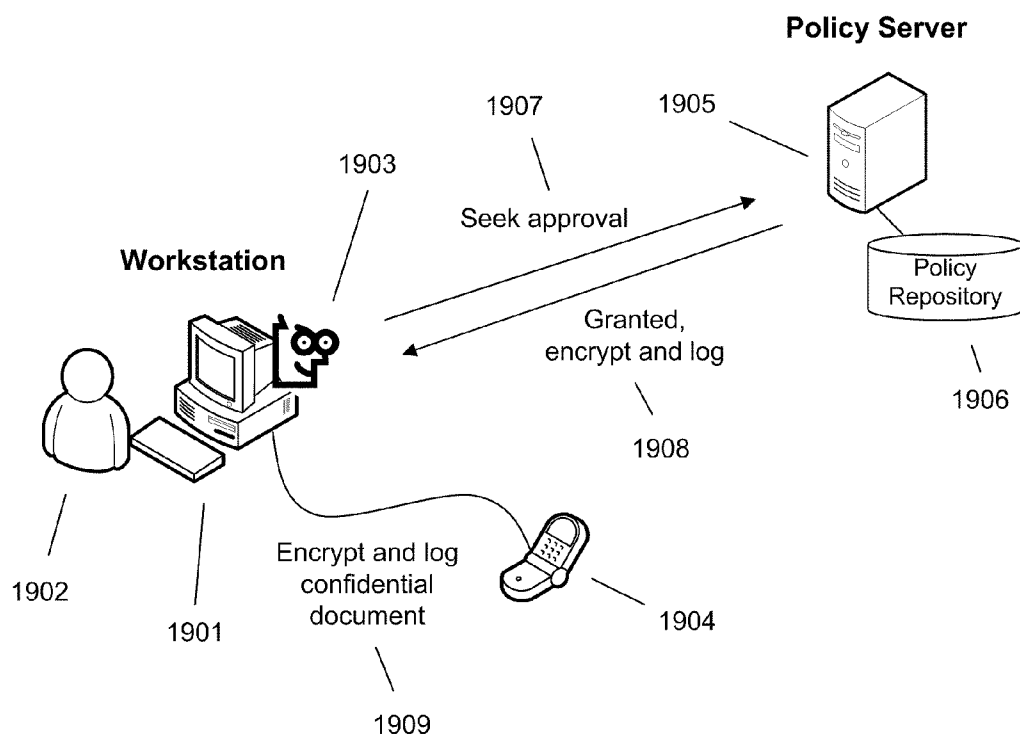 Policy Server
1907
1905
1903
Seek approval
Workstation
Policy
Repository
Granted,
encrypt and log
1906
1908
Encrypt and log
confidential
document
1902
1901
1904
1909